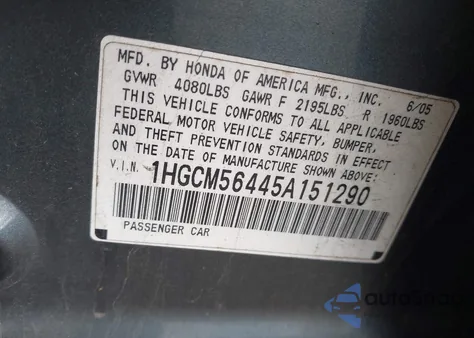 MFD. BY HONDA OF AMERICA MFG., INC. 6/05
GVWR 4080LBS GAWR F 2195LBS R 1960LBS
THIS VEHICLE CONFORMS TO ALL APPLICABLE
FEDERAL MOTOR VEHICLE SAFETY, BUMPER,
AND THEFT PREVENTION STANDARDS IN EFFECT
ON THE DATE OF MANUFACTURE SHOWN ABOVE.
V.I.N. 1HGCM56445A151290
PASSENGER CAR